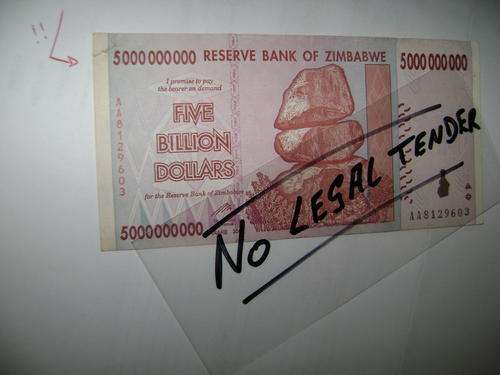 !!
5000000000 RESERVE BANK OF ZIMBABWE 5000000000
I promise to pay
the bearer on demand
FIVE
BILLION
DOLLARS
for the Reserve Bank of Zimbabwe
5000000000
AA8129603
AA8129603
NO LEGAL TENDER